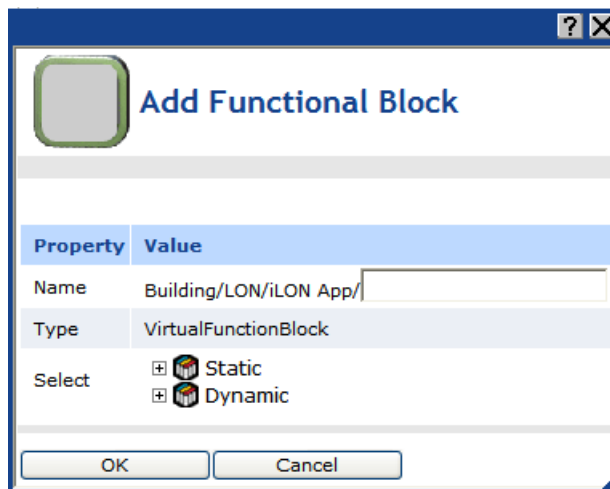 ?
Add Functional Block
Property Value
Name Building/LON/iLON App/
Type VirtualFunctionBlock
Select
Static
Dynamic
OK Cancel